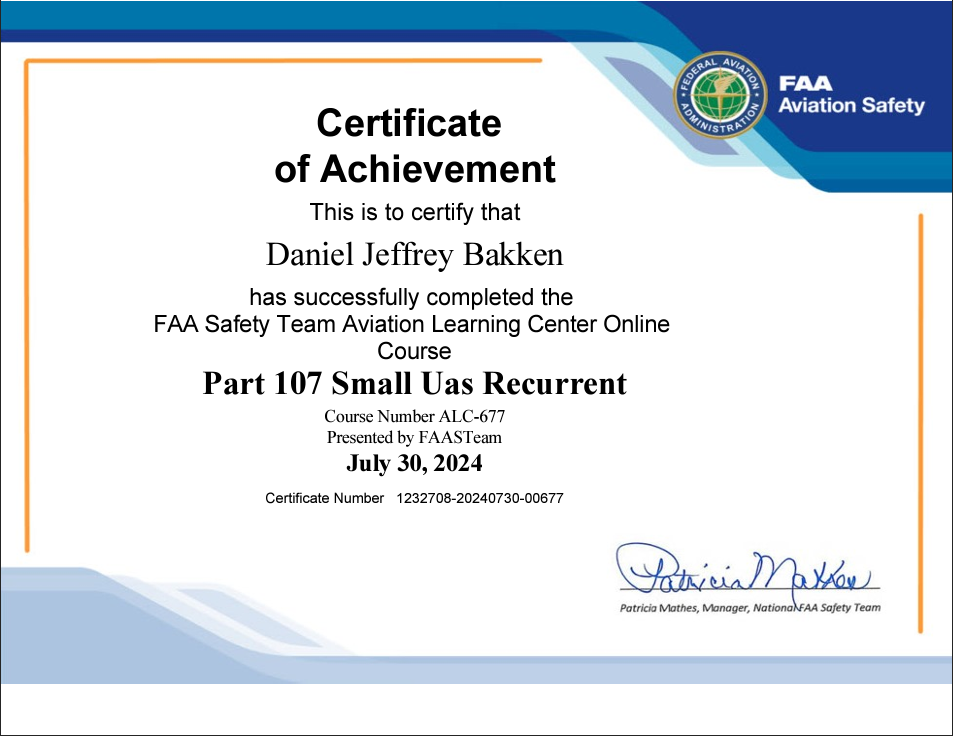 FEDERAL AVIATION ADMINISTRATION
FAA
Aviation Safety
Certificate
of Achievement
This is to certify that
Daniel Jeffrey Bakken
has successfully completed the
FAA Safety Team Aviation Learning Center Online
Course
Part 107 Small Uas Recurrent
Course Number ALC-677
Presented by FAASTeam
July 30, 2024
Certificate Number 1232708-20240730-00677
Patricia Mathes, Manager, National FAA Safety Team